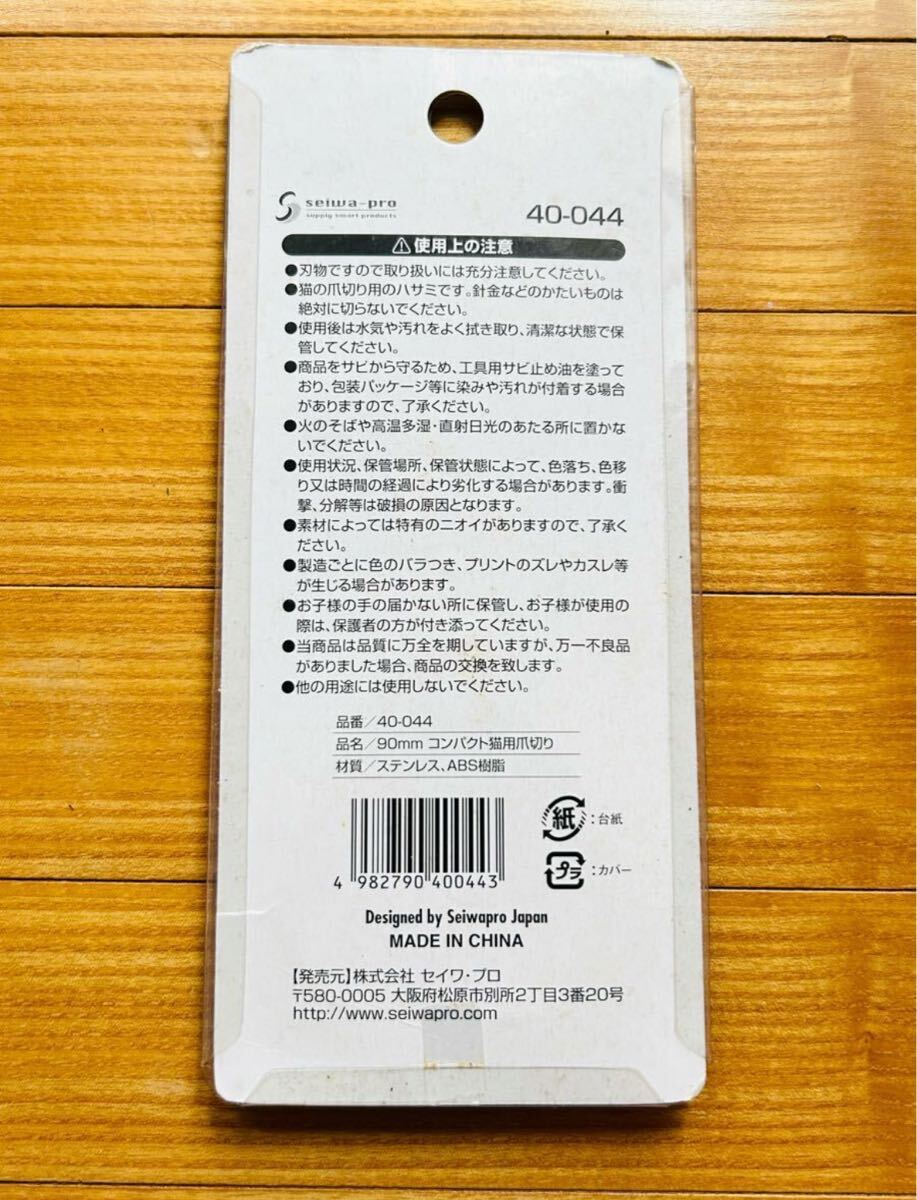 seiwa-pro
supply smart products
40-044
⚠使用上の注意
●刃物ですので取り扱いには充分注意してください。
●猫の爪切り用のハサミです。針金などのかたいものは
絶対に切らないでください。
●使用後は水気や汚れをよく拭き取り、清潔な状態で保
管してください。
●商品をサビから守るため、工具用サビ止め油を塗って
おり、包装パッケージ等に染みや汚れが付着する場合
がありますので、了承ください。
●火のそばや高温多湿・直射日光のあたる所に置かな
いでください。
●使用状況、保管場所、保管状態によって、色落ち、色移
り又は時間の経過により劣化する場合があります。衝
撃、分解等は破損の原因となります。
●素材によっては特有のニオイがありますので、了承く
ださい。
●製造ごとに色のバラつき、プリントのズレやカスレ等
が生じる場合があります。
●お子様の手の届かない所に保管し、お子様が使用の
際は、保護者の方が付き添ってください。
●当商品は品質に万全を期していますが、万一不良品
がありました場合、商品の交換を致します。
●他の用途には使用しないでください。
品番/40-044
品名/90mm コンパクト猫用爪切り
材質/ステンレス、ABS樹脂
紙:台紙
プラ:カバー
4 982790 400443
Designed by Seiwapro Japan
MADE IN CHINA
【発売元】株式会社 セイワ・プロ
〒580-0005 大阪府松原市別所2丁目3番20号
http://www.seiwapro.com